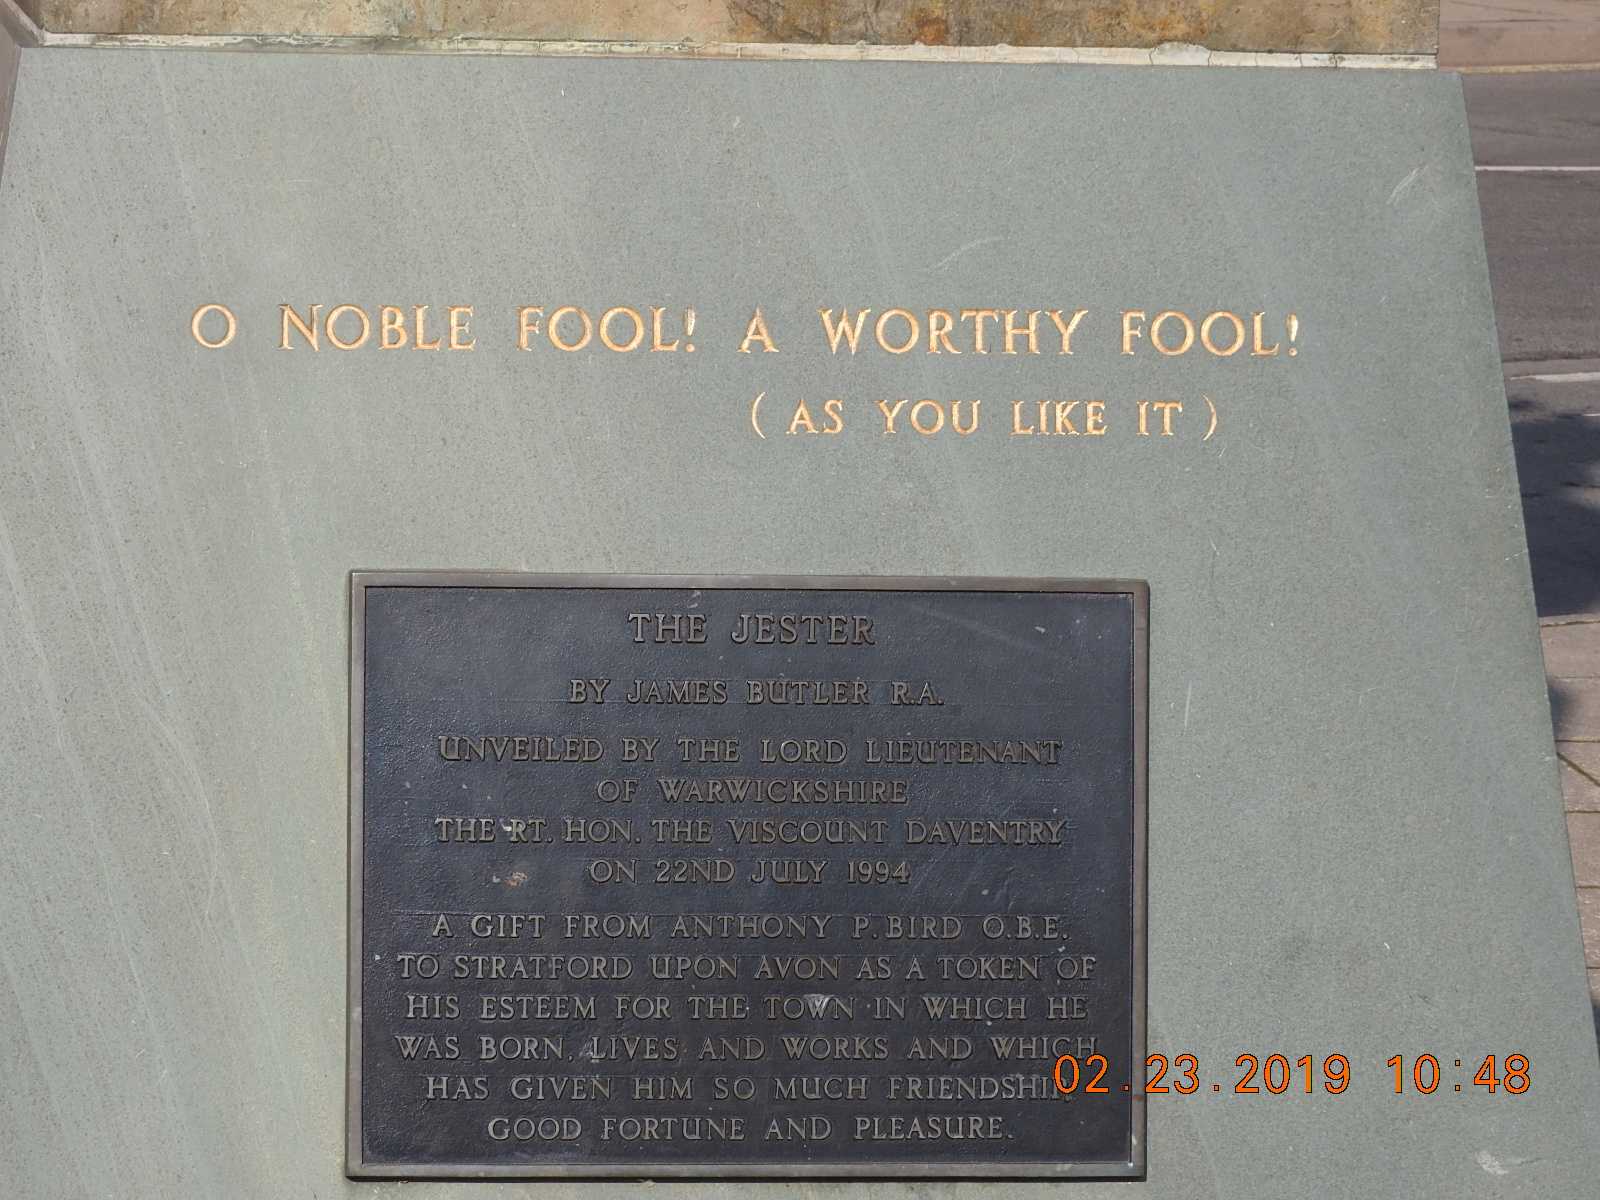 O NOBLE FOOL! A WORTHY FOOL!
(AS YOU LIKE IT)
THE JESTER
BY JAMES BUTLER R.A.
UNVEILED BY THE LORD LIEUTENANT
OF WARWICKSHIRE
THE RT. HON. THE VISCOUNT DAVENTRY
ON 22ND JULY 1994
A GIFT FROM ANTHONY P. BIRD O.B.E.
TO STRATFORD UPON AVON AS A TOKEN OF
HIS ESTEEM FOR THE TOWN IN WHICH HE
WAS BORN, LIVES AND WORKS AND WHICH
HAS GIVEN HIM SO MUCH FRIENDSHIP,
GOOD FORTUNE AND PLEASURE.
02.23.2019 10:48